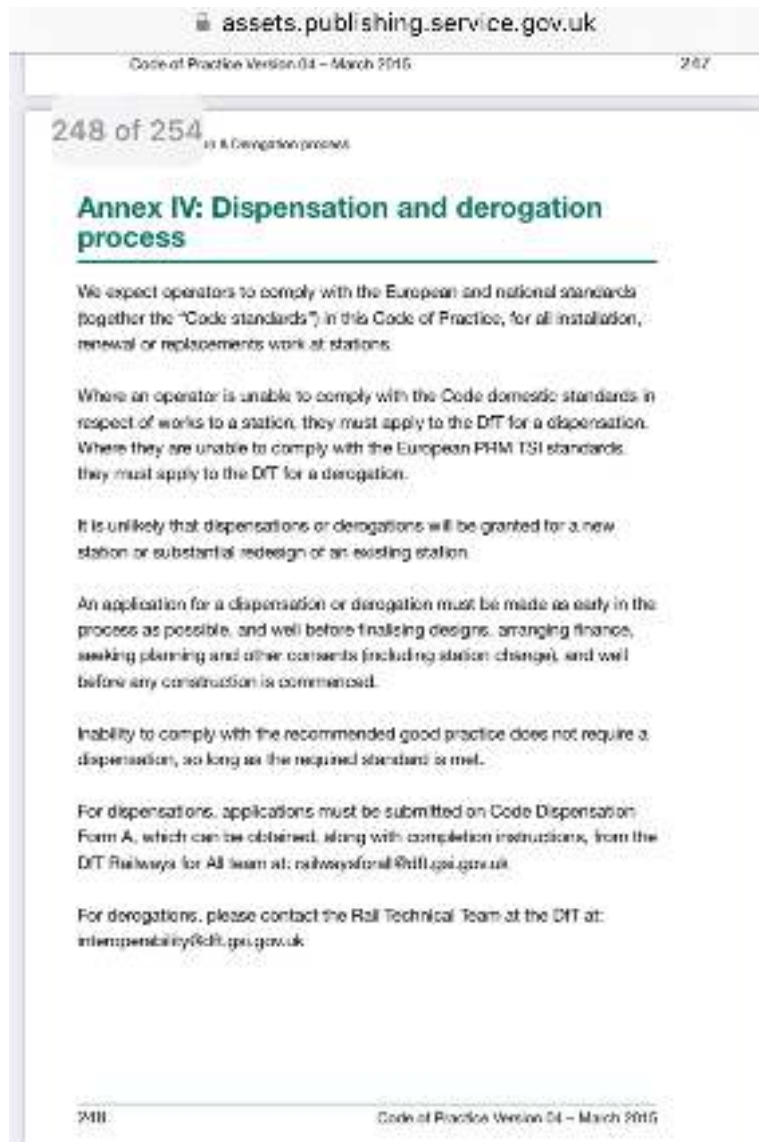 assets.publishing.service.gov.uk
Code of Practice Version 04 – March 2015
247
248 of 254
& Derogation process
Annex IV: Dispensation and derogation
process
We expect operators to comply with the European and national standards
(together the “Code standards”) in this Code of Practice, for all installation,
renewal or replacements work at stations.
Where an operator is unable to comply with the Code domestic standards in
respect of works to a station, they must apply to the DfT for a dispensation.
Where they are unable to comply with the European PRM TSI standards,
they must apply to the DfT for a derogation.
It is unlikely that dispensations or derogations will be granted for a new
station or substantial redesign of an existing station.
An application for a dispensation or derogation must be made as early in the
process as possible, and well before finalising designs, arranging finance,
seeking planning and other consents (including station change), and well
before any construction is commenced.
Inability to comply with the recommended good practice does not require a
dispensation, so long as the required standard is met.
For dispensations, applications must be submitted on Code Dispensation
Form A, which can be obtained, along with completion instructions, from the
DfT Railways for All team at: railwaysforall@dft.gsi.gov.uk
For derogations, please contact the Rail Technical Team at the DfT at:
interoperability@dft.gsi.gov.uk
248
Code of Practice Version 04 – March 2015